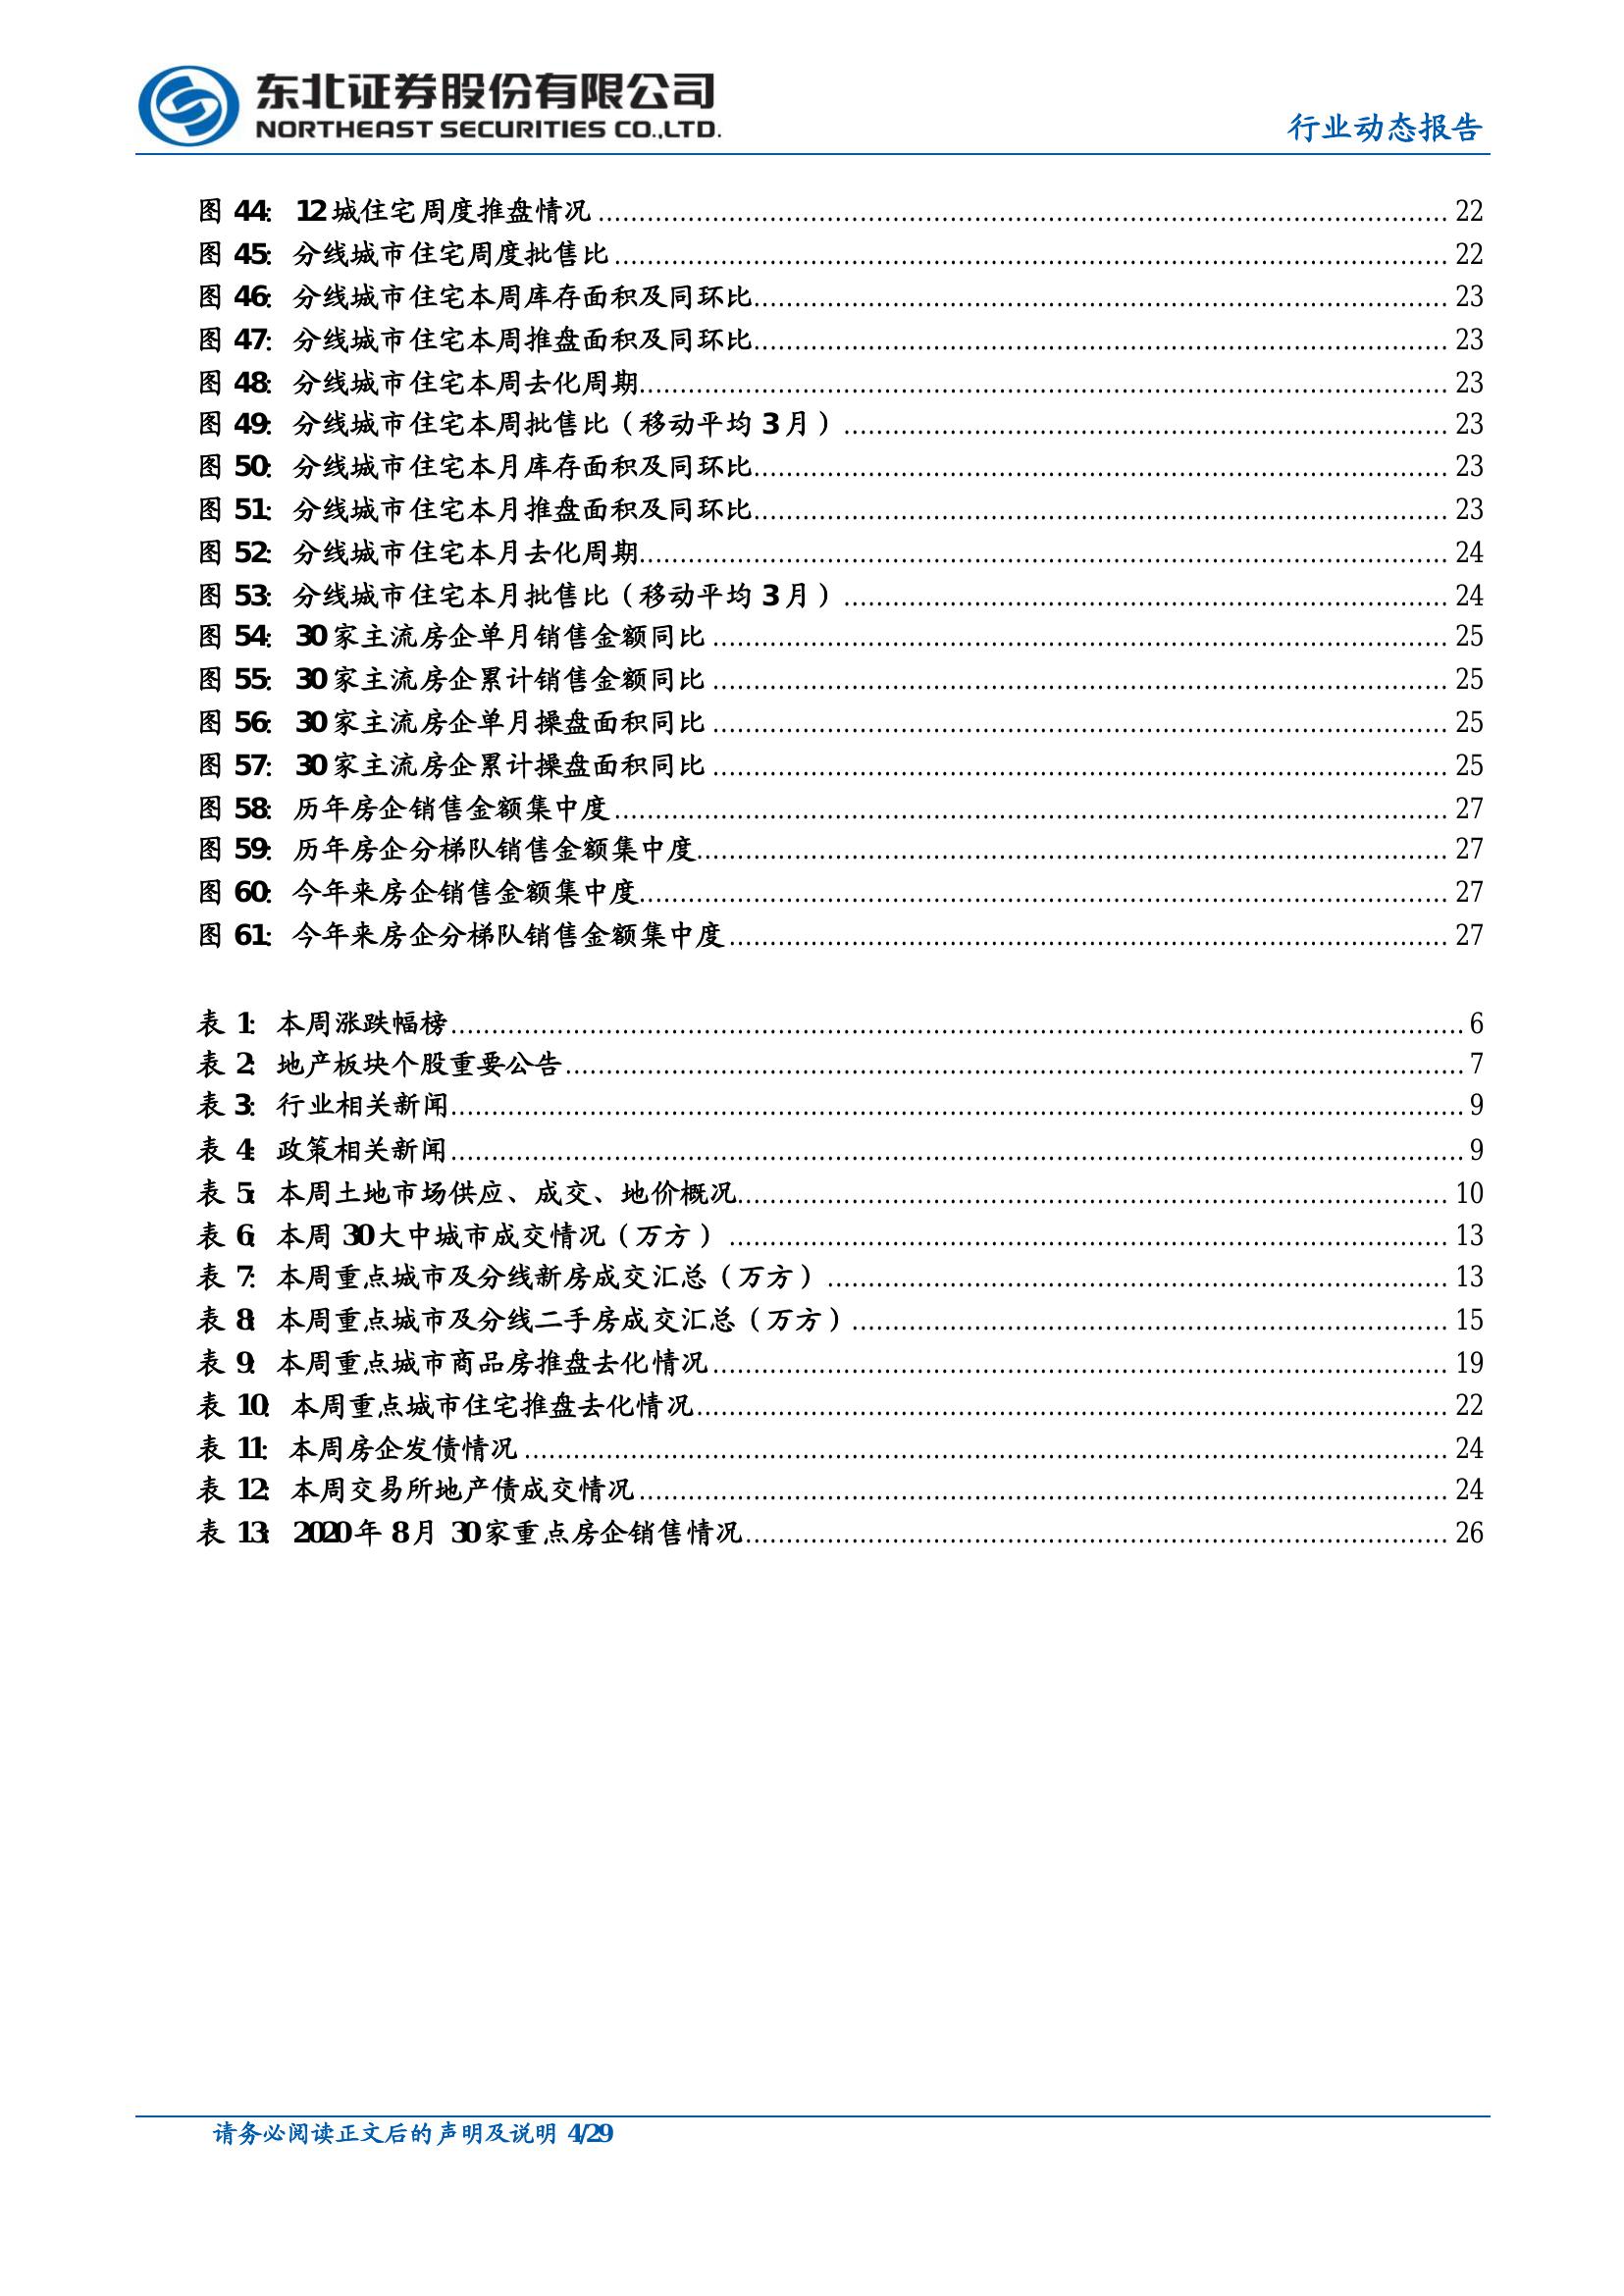 东北证券股份有限公司
NORTHEAST SECURITIES CO.,LTD.
行业动态报告
图 44： 12 城住宅周度推盘情况........ 22
图 45： 分线城市住宅周度批售比........ 22
图 46： 分线城市住宅本周库存面积及同环比........ 23
图 47： 分线城市住宅本周推盘面积及同环比........ 23
图 48： 分线城市住宅本周去化周期........ 23
图 49： 分线城市住宅本周批售比（移动平均 3 月）........ 23
图 50： 分线城市住宅本月库存面积及同环比........ 23
图 51： 分线城市住宅本月推盘面积及同环比........ 23
图 52： 分线城市住宅本月去化周期........ 24
图 53： 分线城市住宅本月批售比（移动平均 3 月）........ 24
图 54： 30 家主流房企单月销售金额同比........ 25
图 55： 30 家主流房企累计销售金额同比........ 25
图 56： 30 家主流房企单月操盘面积同比........ 25
图 57： 30 家主流房企累计操盘面积同比........ 25
图 58： 历年房企销售金额集中度........ 27
图 59： 历年房企分梯队销售金额集中度........ 27
图 60： 今年来房企销售金额集中度........ 27
图 61： 今年来房企分梯队销售金额集中度........ 27
表 1： 本周涨跌幅榜........ 6
表 2： 地产板块个股重要公告........ 7
表 3： 行业相关新闻........ 9
表 4： 政策相关新闻........ 9
表 5： 本周土地市场供应、成交、地价概况........ 10
表 6： 本周 30 大中城市成交情况（万方）........ 13
表 7： 本周重点城市及分线新房成交汇总（万方）........ 13
表 8： 本周重点城市及分线二手房成交汇总（万方）........ 15
表 9： 本周重点城市商品房推盘去化情况........ 19
表 10： 本周重点城市住宅推盘去化情况........ 22
表 11： 本周房企发债情况........ 24
表 12： 本周交易所地产债成交情况........ 24
表 13： 2020 年 8 月 30 家重点房企销售情况........ 26
请务必阅读正文后的声明及说明 4/29